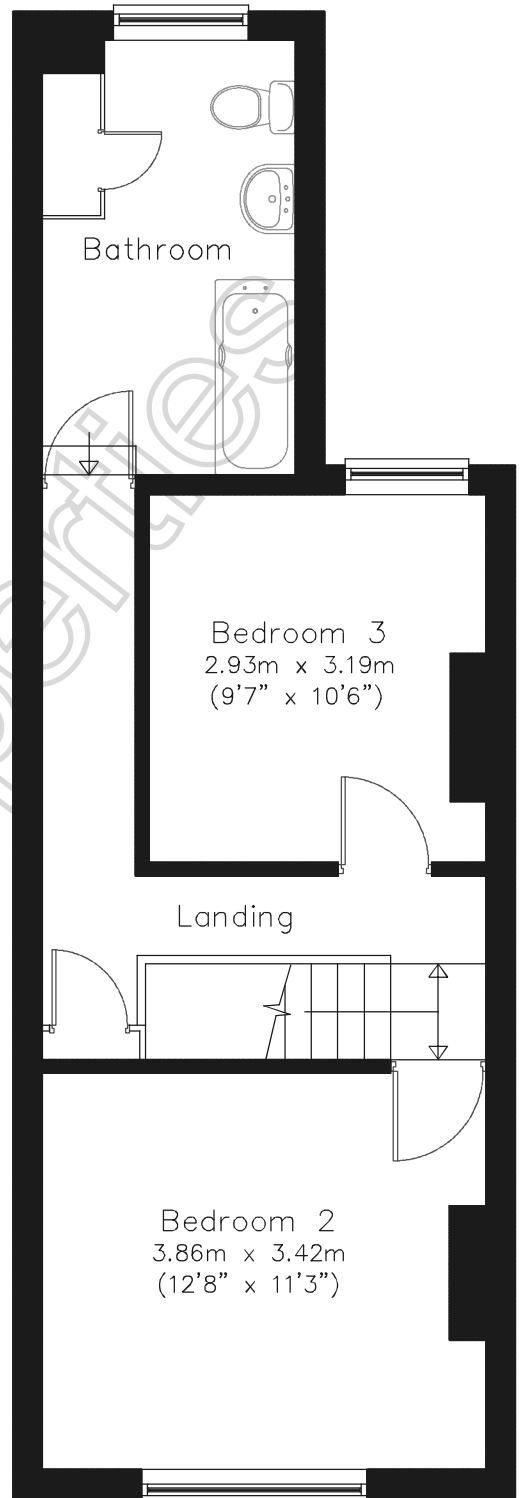 Bathroom
Bedroom 3
2.93m x 3.19m
(9'7" x 10'6")
Landing
Bedroom 2
3.86m x 3.42m
(12'8" x 11'3")